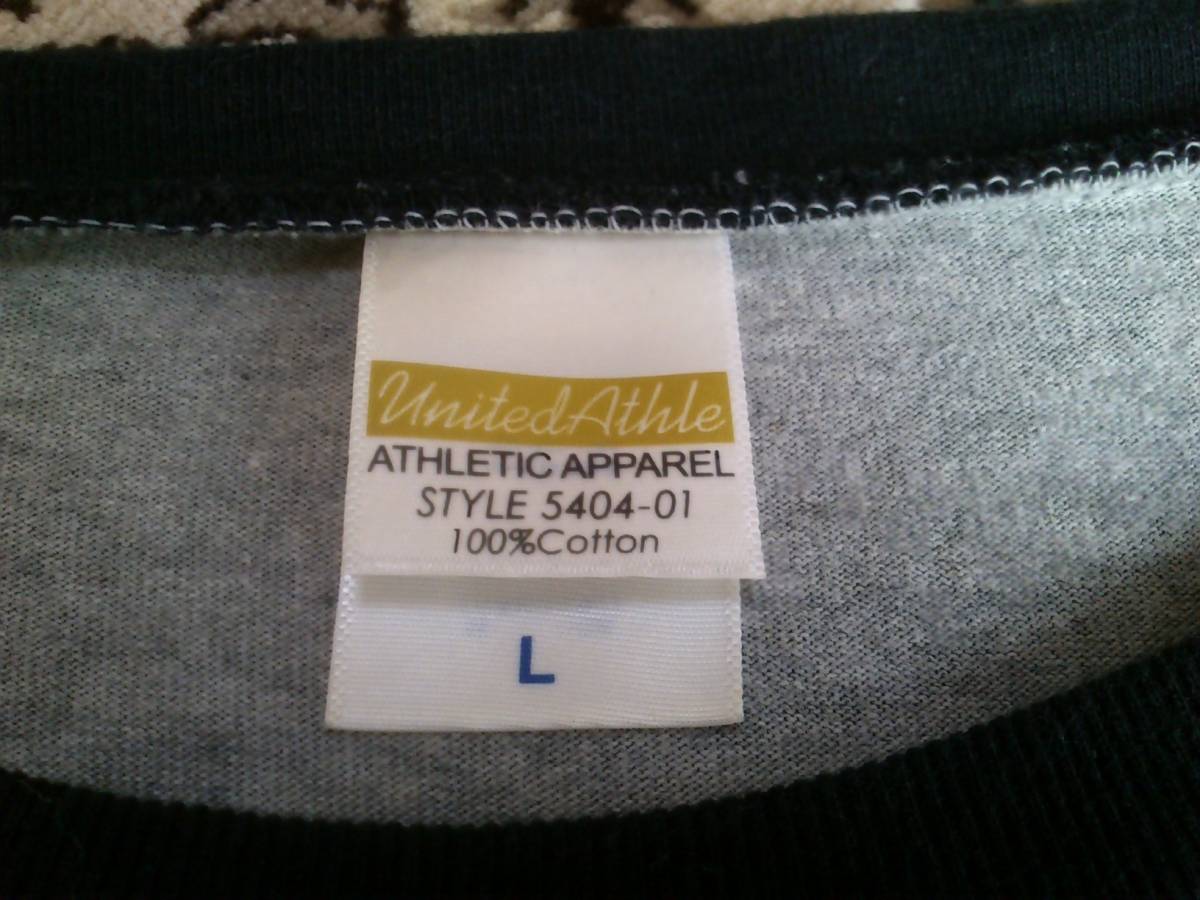 UnitedAthle
ATHLETIC APPAREL
STYLE 5404-01
100%Cotton
L